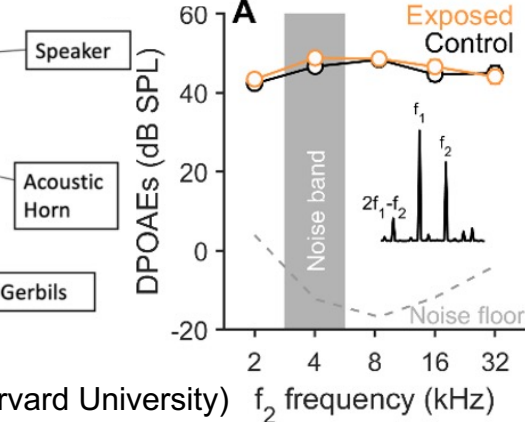 A
Exposed
Control
Speaker
Acoustic
Horn
Gerbils
DPOAEs (dB SPL)
60
40
20
0
-20
Noise band
f1
f2
2f1-f2
Noise floor
2 4 8 16 32
rvard University) f2 frequency (kHz)